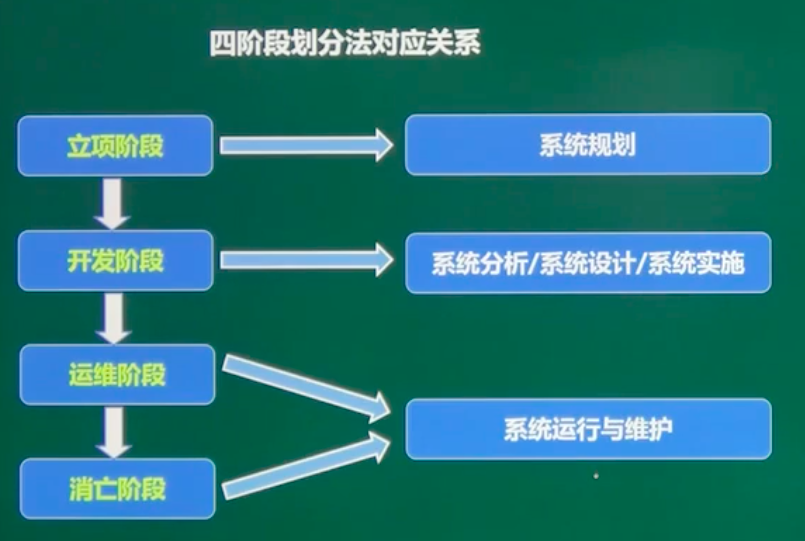 四阶段划分法对应关系
立项阶段
系统规划
开发阶段
系统分析/系统设计/系统实施
运维阶段
系统运行与维护
消亡阶段